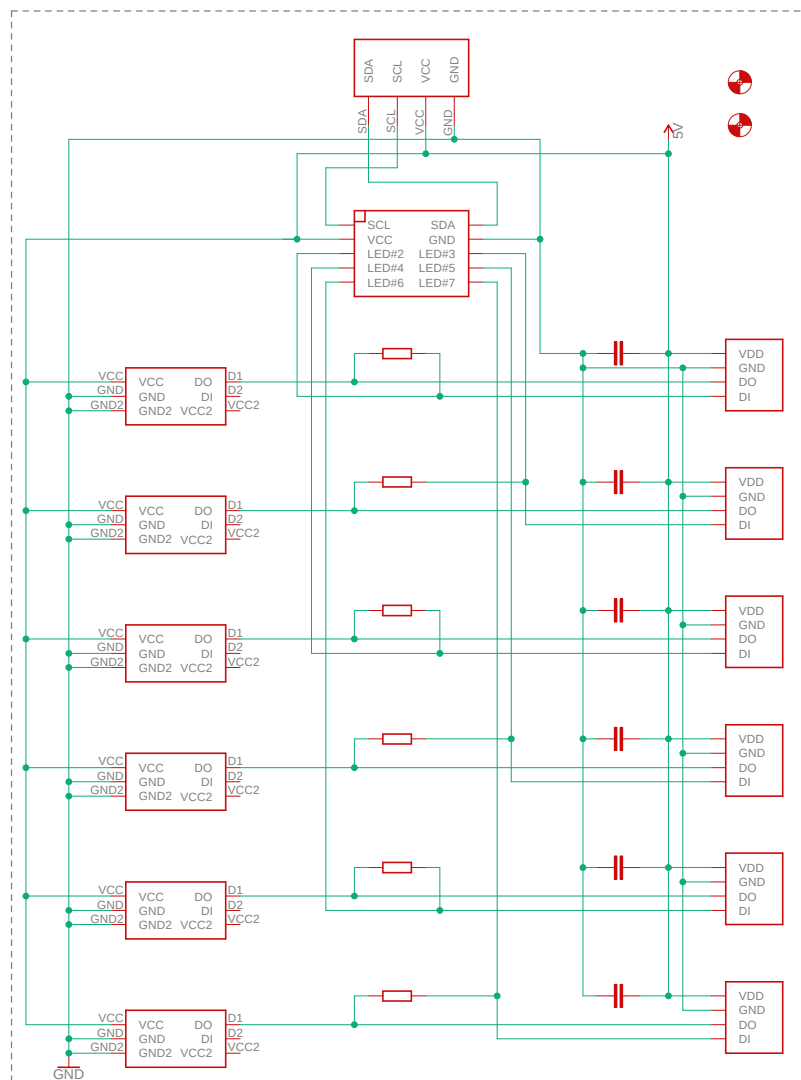 SDA SCL VCC GND
SDA SCL VCC GND
5V
SCL SDA
VCC GND
LED#2 LED#3
LED#4 LED#5
LED#6 LED#7
VDD
GND
DO
DI
VCC VCC DO D1
GND GND DI D2
GND2 GND2 VCC2 VCC2
VDD
GND
DO
DI
VCC VCC DO D1
GND GND DI D2
GND2 GND2 VCC2 VCC2
VDD
GND
DO
DI
VCC VCC DO D1
GND GND DI D2
GND2 GND2 VCC2 VCC2
VDD
GND
DO
DI
VCC VCC DO D1
GND GND DI D2
GND2 GND2 VCC2 VCC2
VDD
GND
DO
DI
VCC VCC DO D1
GND GND DI D2
GND2 GND2 VCC2 VCC2
VDD
GND
DO
DI
VCC VCC DO D1
GND GND DI D2
GND2 GND2 VCC2 VCC2
GND